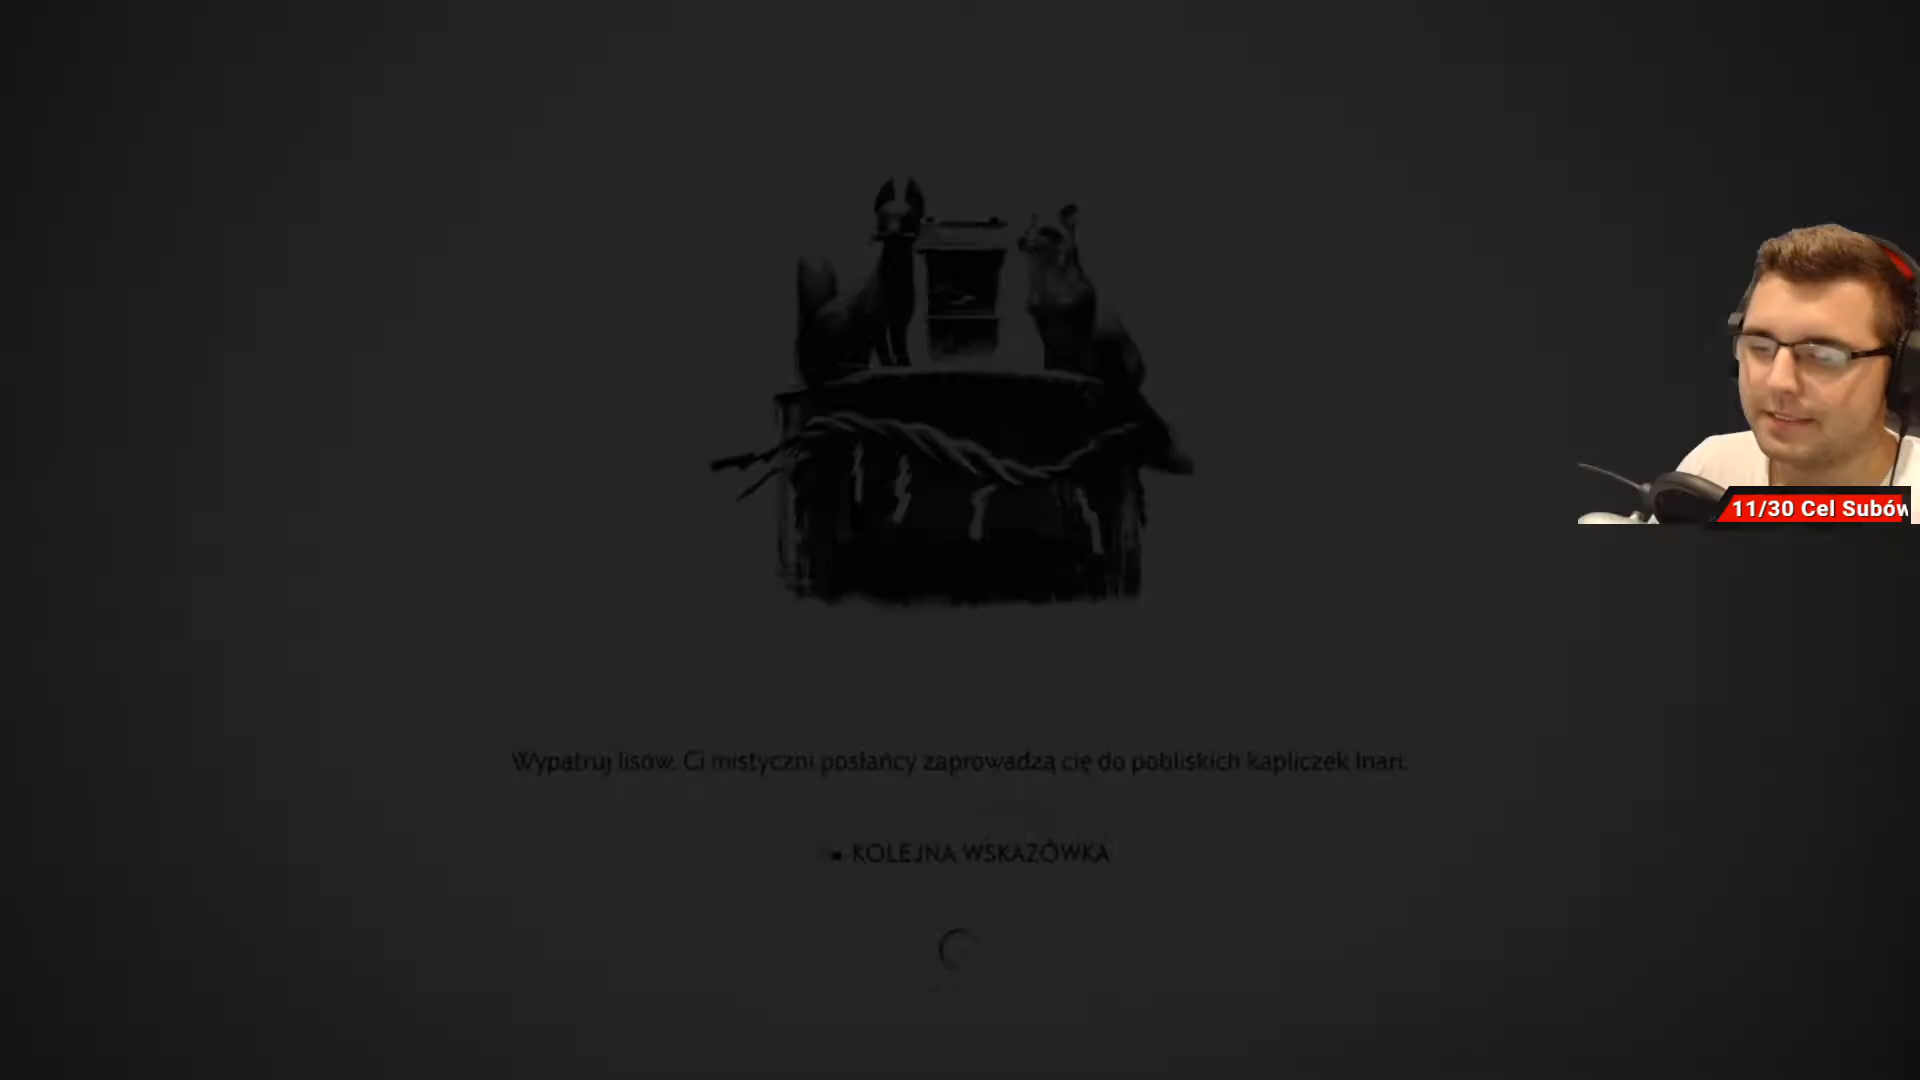 11/30 Cel Subów
Wypatruj lisów. Ci mistyczni posłańcy zaprowadzą cię do pobliskich kapliczek Inari.
KOLEJNA WSKAZÓWKA